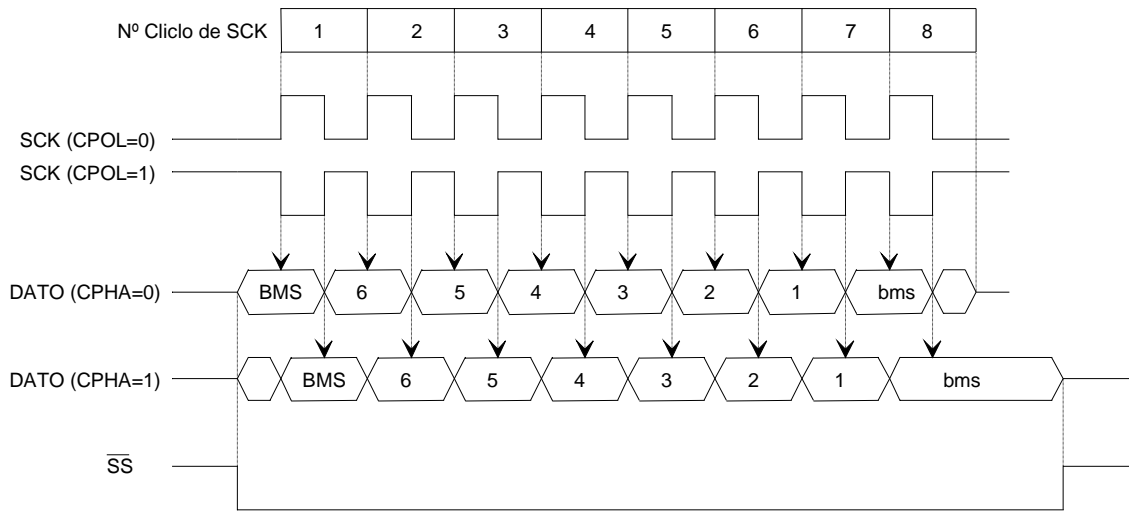 Nº Cliclo de SCK 1 2 3 4 5 6 7 8
SCK (CPOL=0)
SCK (CPOL=1)
DATO (CPHA=0) BMS 6 5 4 3 2 1 bms
DATO (CPHA=1) BMS 6 5 4 3 2 1 bms
S̅S̅